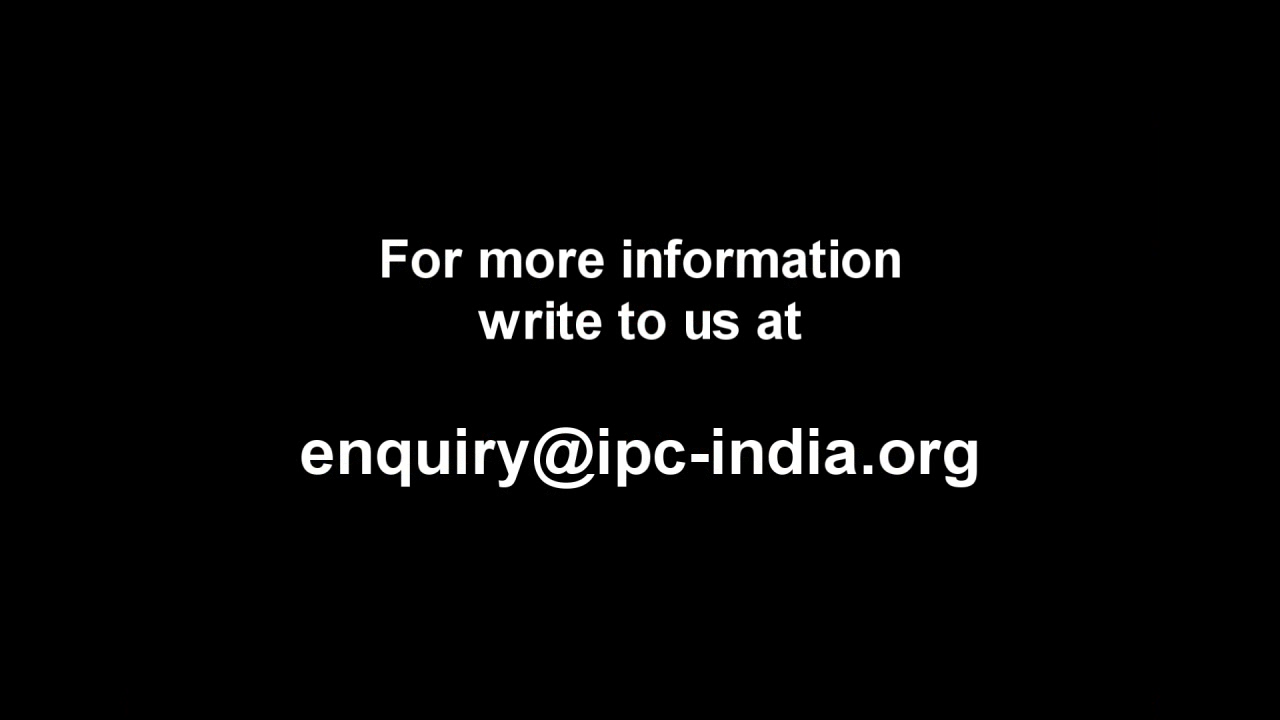 For more information
write to us at
enquiry@ipc-india.org